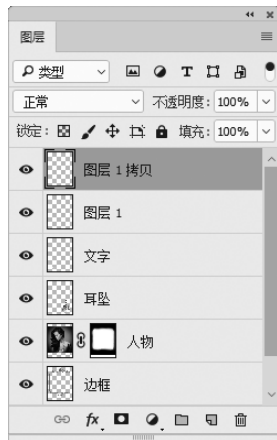 图层
类型
正常 不透明度: 100%
锁定: 填充: 100%
图层 1 拷贝
图层 1
文字
耳坠
人物
边框
fx